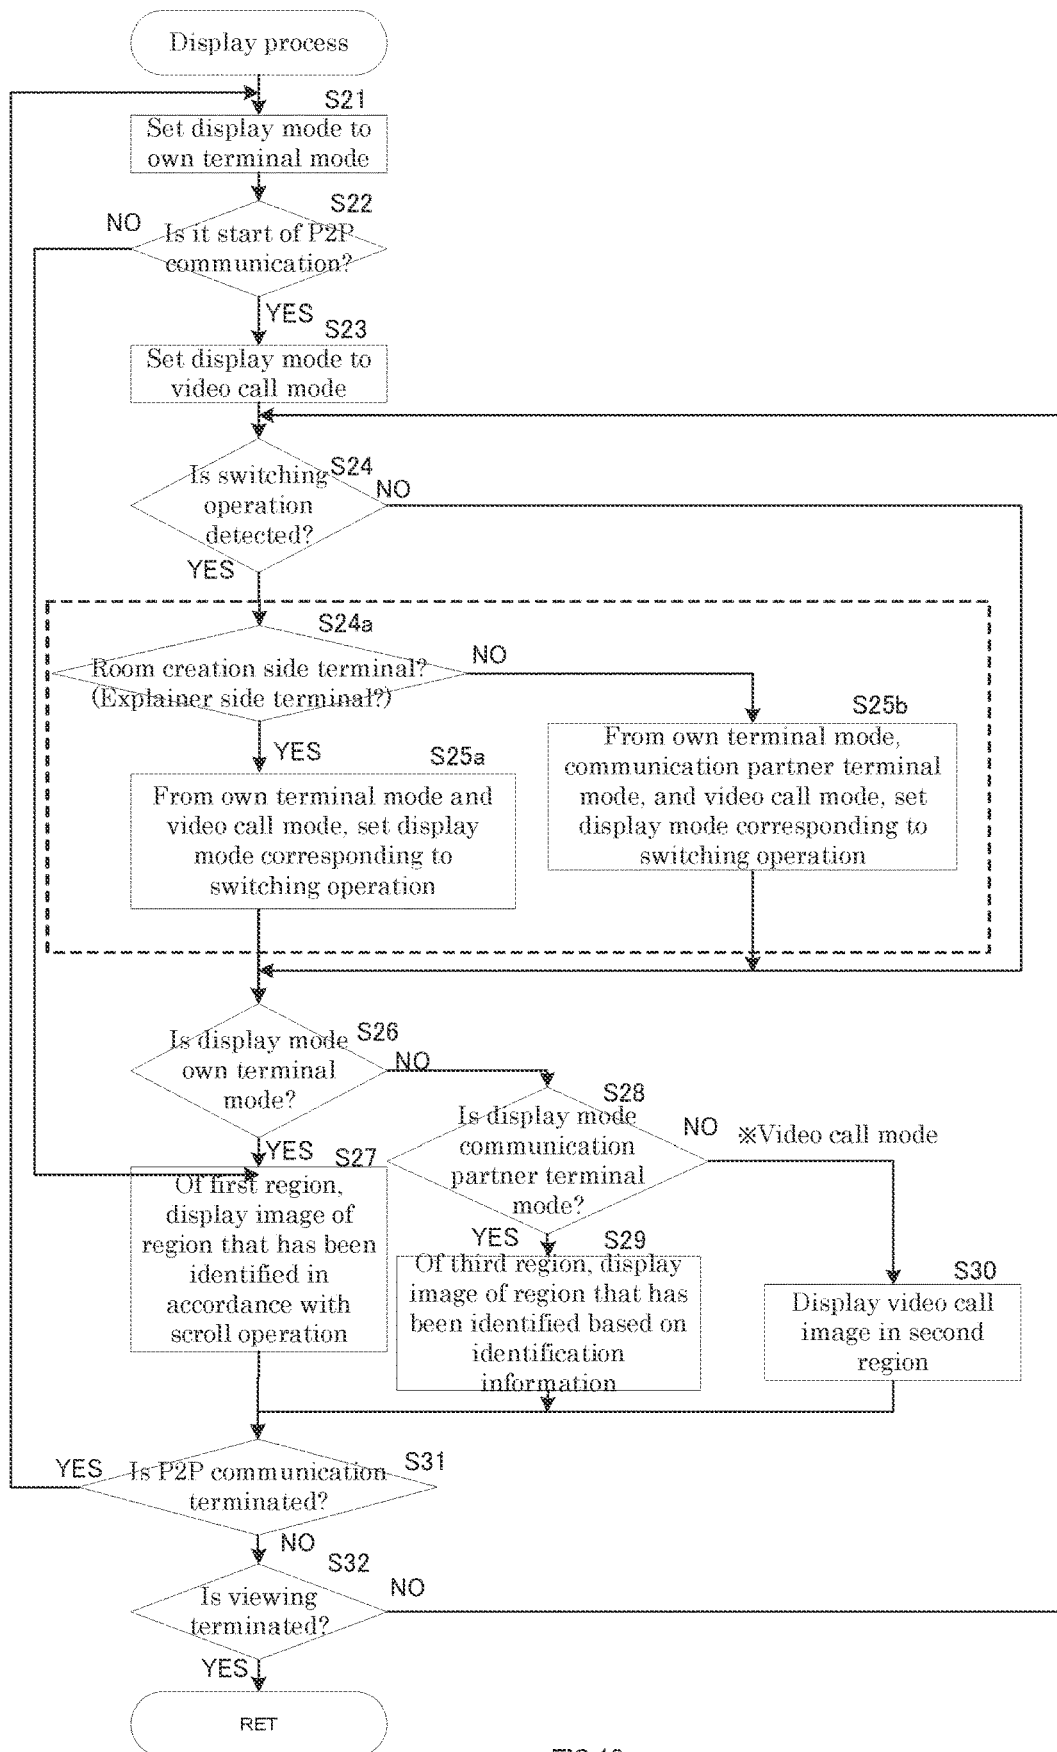 Display process
S21
Set display mode to
own terminal mode
S22
NO
Is it start of P2P
communication?
YES
S23
Set display mode to
video call mode
S24
Is switching
operation
detected?
NO
YES
S24a
Room creation side terminal?
(Explainer side terminal?)
NO
YES
S25a
From own terminal mode and
video call mode, set display
mode corresponding to
switching operation
S25b
From own terminal mode,
communication partner terminal
mode, and video call mode, set
display mode corresponding to
switching operation
S26
Is display mode
own terminal
mode?
NO
YES
S27
Of first region,
display image of
region that has been
identified in
accordance with
scroll operation
S28
Is display mode
communication
partner terminal
mode?
NO
※Video call mode
YES
S29
Of third region, display
image of region that has
been identified based on
identification
information
S30
Display video call
image in second
region
S31
YES
Is P2P communication
terminated?
NO
S32
Is viewing
terminated?
NO
YES
RET